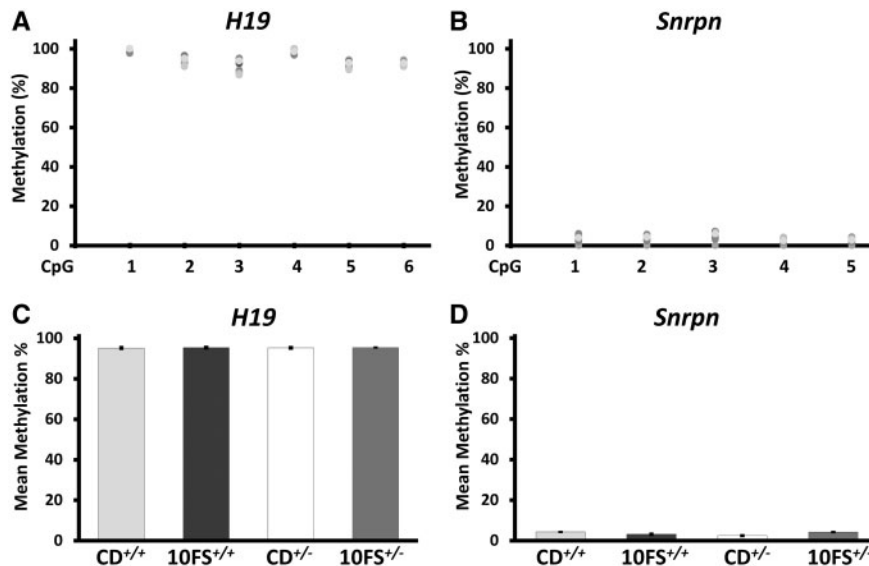 A
H19
Methylation (%)
100
80
60
40
20
0
CpG 1 2 3 4 5 6
B
Snrpn
Methylation (%)
100
80
60
40
20
0
CpG 1 2 3 4 5
C
H19
Mean Methylation %
100
80
60
40
20
0
CD+/+ 10FS+/+ CD+/- 10FS+/-
D
Snrpn
Mean Methylation %
100
80
60
40
20
0
CD+/+ 10FS+/+ CD+/- 10FS+/-